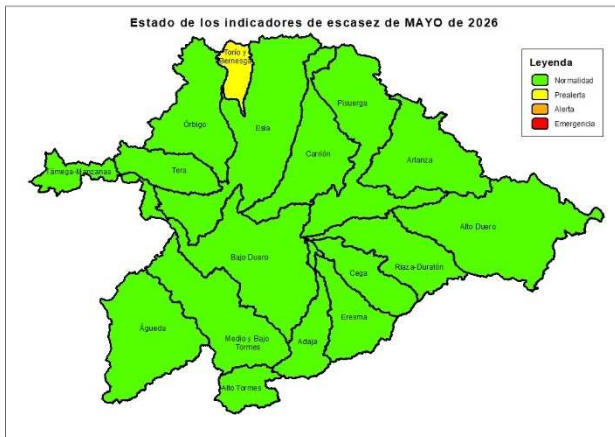 Estado de los indicadores de escasez de MAYO de 2026
Leyenda
Normalidad
Prealerta
Alerta
Emergencia
Torío y
Bernesga
Pisuerga
Órbigo
Esla
Carrión
Arlanza
Támega-Manzanas
Tera
Alto Duero
Bajo Duero
Riaza-Duratón
Cega
Águeda
Eresma
Medio y Bajo
Tormes
Adaja
Alto Tormes